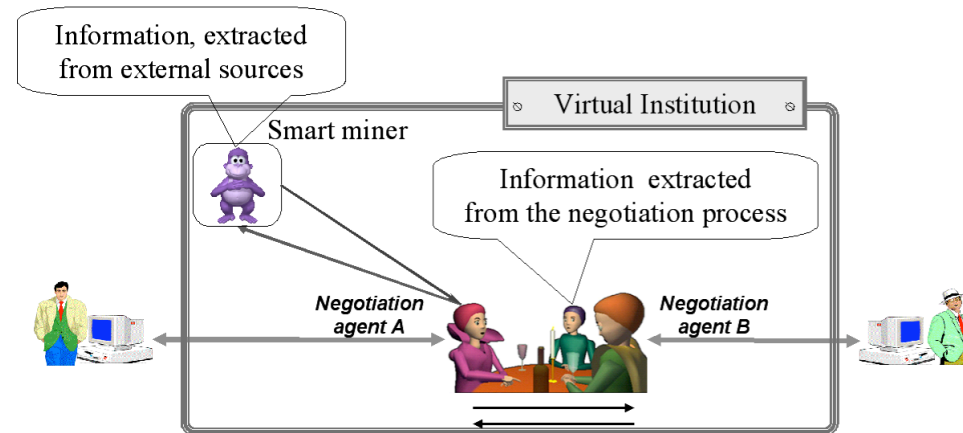 Information, extracted
from external sources
Virtual Institution
Smart miner
Information extracted
from the negotiation process
Negotiation
agent A
Negotiation
agent B